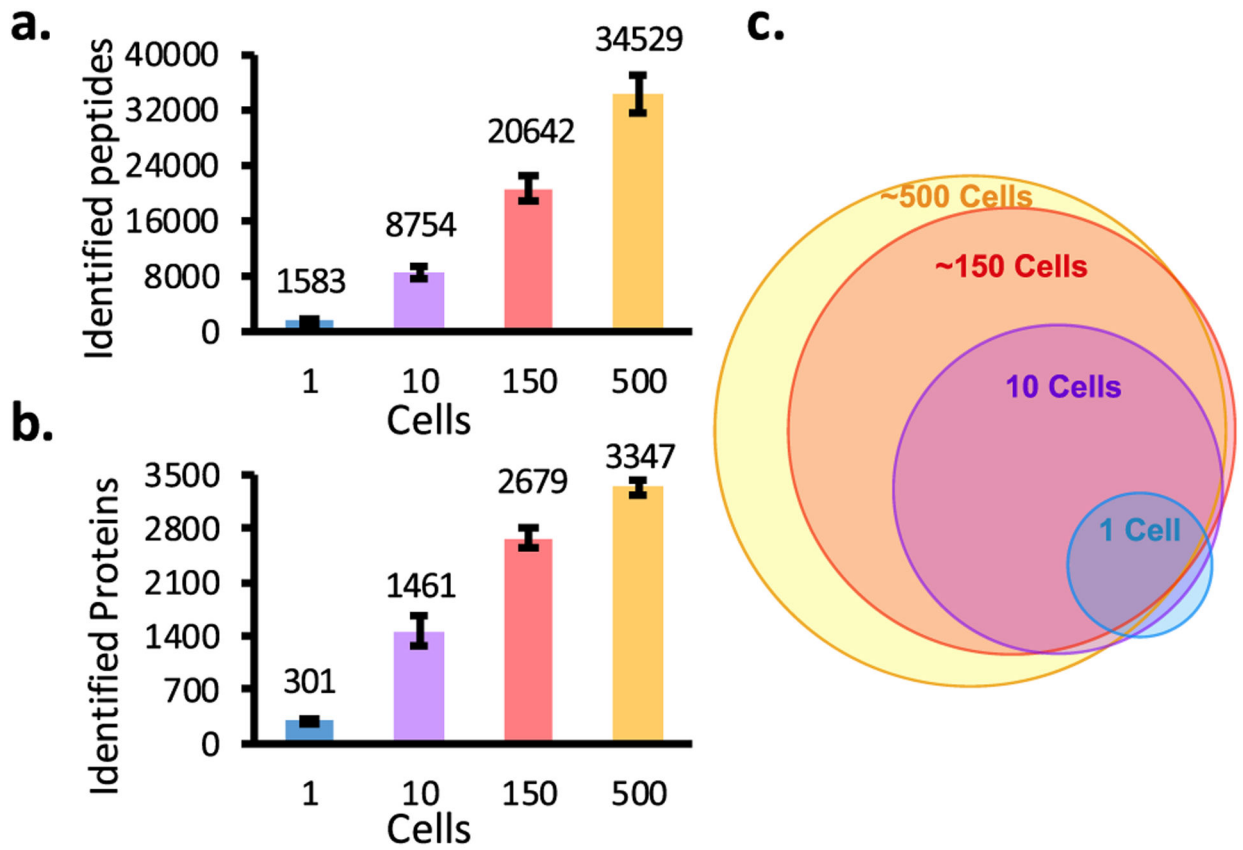 a.
Identified peptides
40000
32000
24000
16000
8000
0
1583
8754
20642
34529
1 10 150 500
Cells
b.
Identified Proteins
3500
2800
2100
1400
700
0
301
1461
2679
3347
1 10 150 500
Cells
c.
~500 Cells
~150 Cells
10 Cells
1 Cell